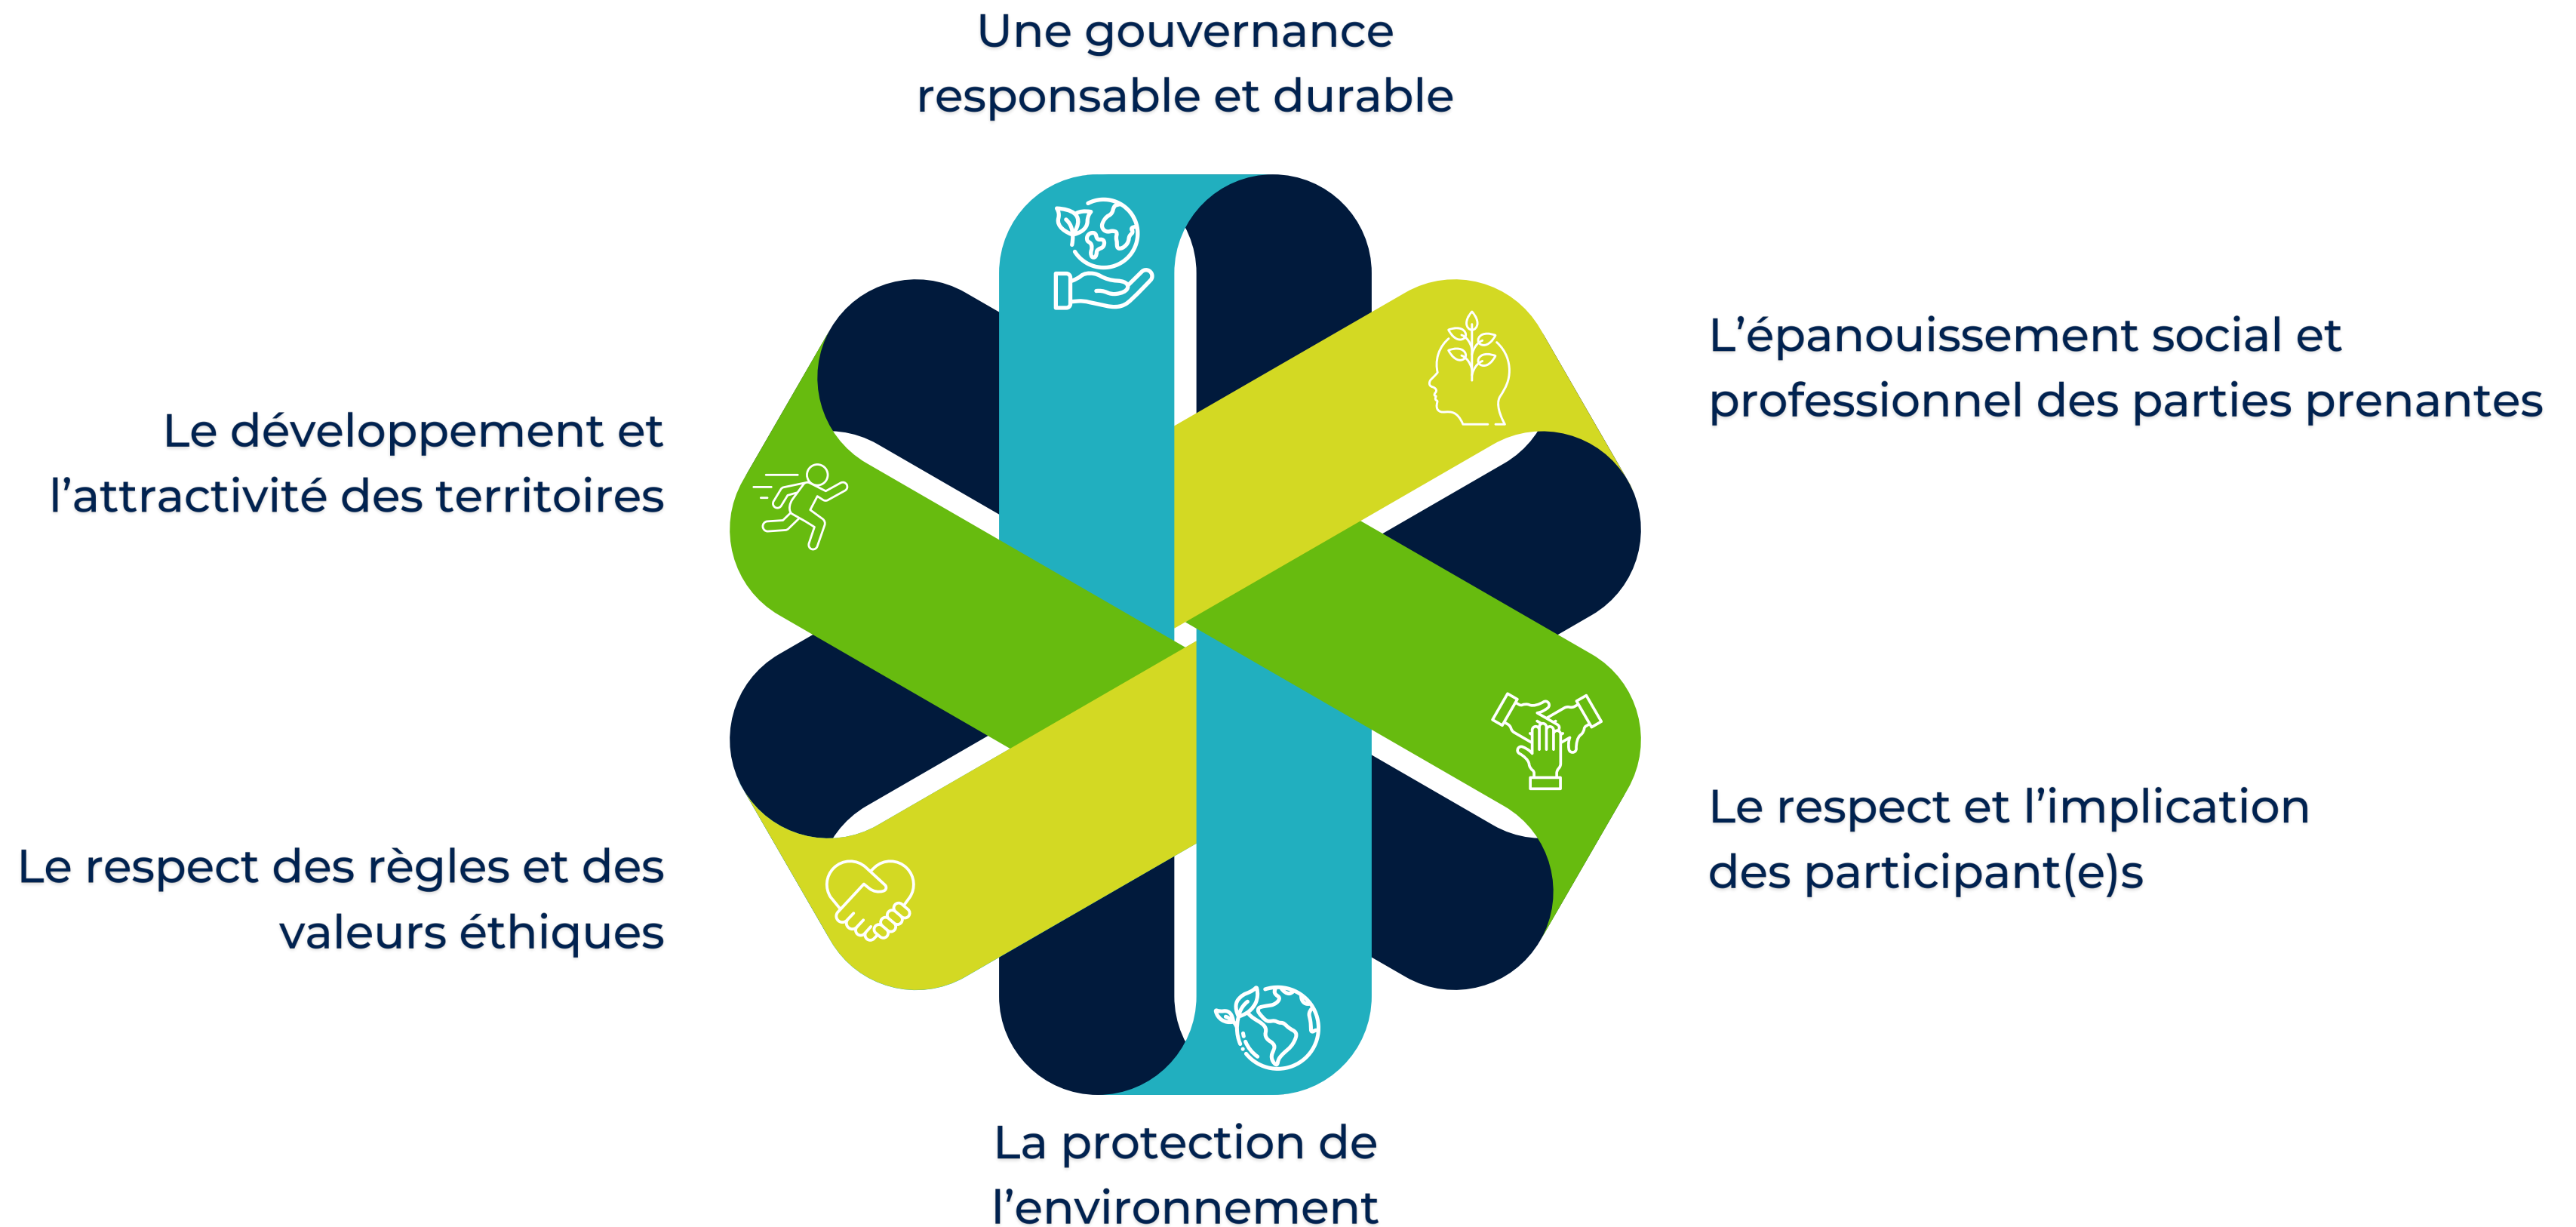 Une gouvernance
responsable et durable
L’épanouissement social et
professionnel des parties prenantes
Le développement et
l’attractivité des territoires
Le respect et l’implication
des participant(e)s
Le respect des règles et des
valeurs éthiques
La protection de
l’environnement